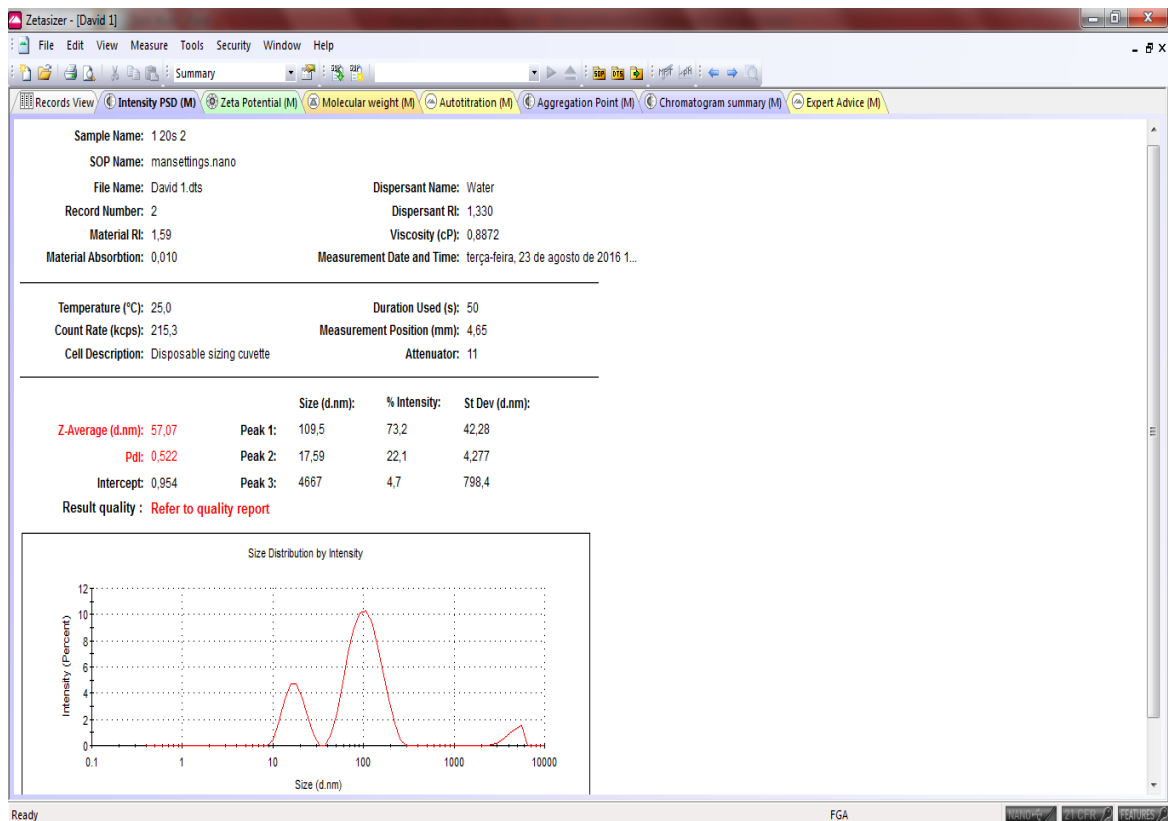 Zetasizer - [David 1]
File Edit View Measure Tools Security Window Help
Summary
Records View Intensity PSD (M) Zeta Potential (M) Molecular weight (M) Autotitration (M) Aggregation Point (M) Chromatogram summary (M) Expert Advice (M)
Sample Name: 1 20s 2
SOP Name: mansettings.nano
File Name: David 1.dts Dispersant Name: Water
Record Number: 2 Dispersant RI: 1,330
Material RI: 1,59 Viscosity (cP): 0,8872
Material Absorbtion: 0,010 Measurement Date and Time: terça-feira, 23 de agosto de 2016 1...
Temperature (°C): 25,0 Duration Used (s): 50
Count Rate (kcps): 215,3 Measurement Position (mm): 4,65
Cell Description: Disposable sizing cuvette Attenuator: 11
Size (d.nm): % Intensity: St Dev (d.nm):
Z-Average (d.nm): 57,07 Peak 1: 109,5 73,2 42,28
PdI: 0,522 Peak 2: 17,59 22,1 4,277
Intercept: 0,954 Peak 3: 4667 4,7 798,4
Result quality : Refer to quality report
Size Distribution by Intensity
Intensity (Percent)
12
10
8
6
4
2
0
0.1 1 10 100 1000 10000
Size (d.nm)
Ready FGA 21 CFR FEATURES